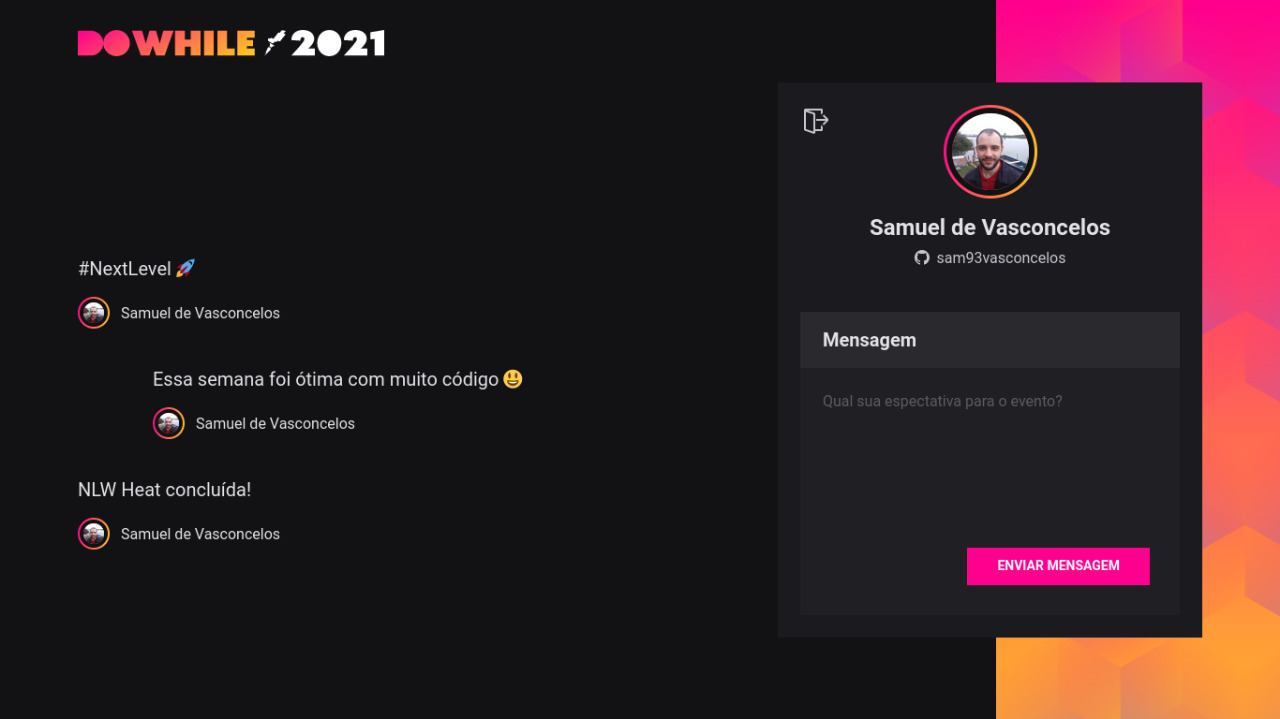 DOWHILE 2021
#NextLevel 🚀
Samuel de Vasconcelos
Essa semana foi ótima com muito código 😃
Samuel de Vasconcelos
NLW Heat concluída!
Samuel de Vasconcelos
Samuel de Vasconcelos
sam93vasconcelos
Mensagem
Qual sua espectativa para o evento?
ENVIAR MENSAGEM